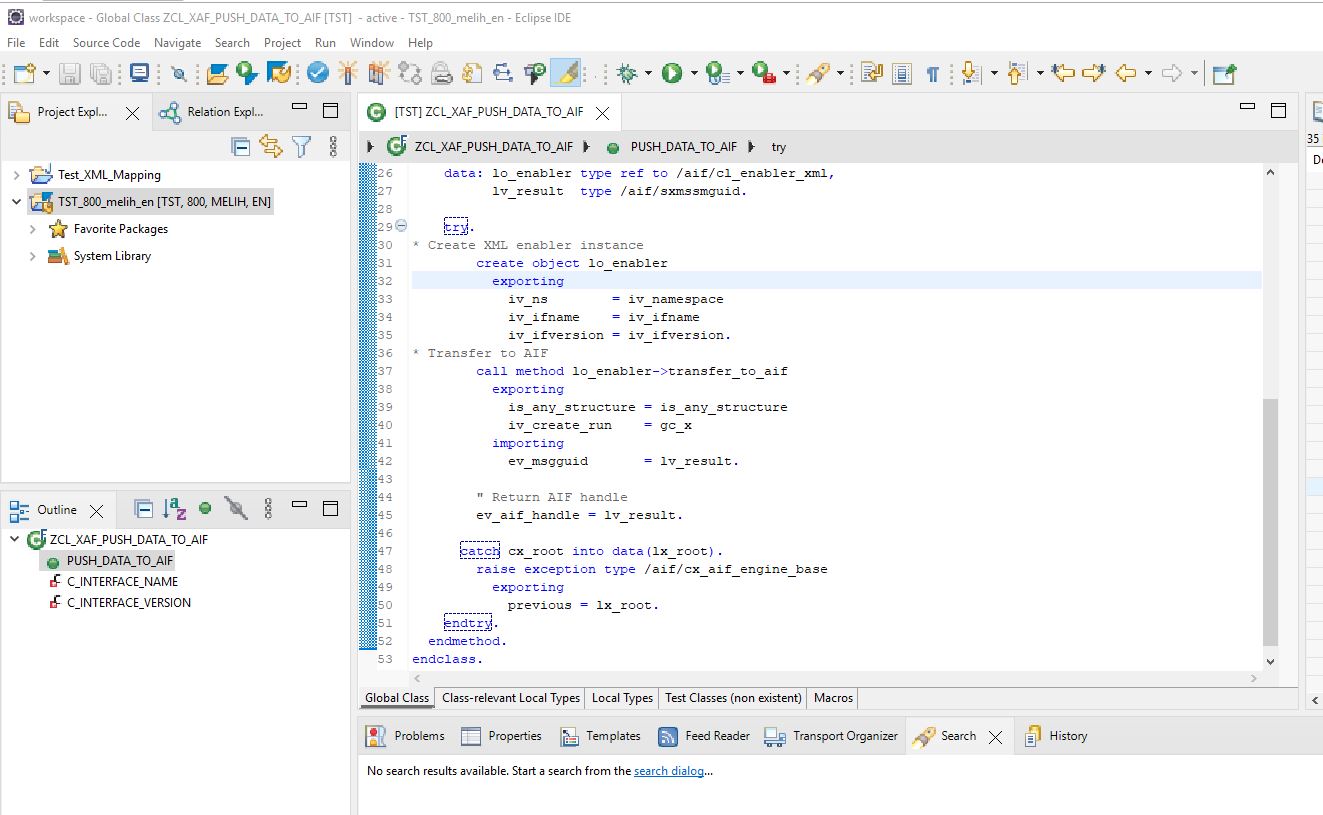 workspace - Global Class ZCL_XAF_PUSH_DATA_TO_AIF [TST] - active - TST_800_melih_en - Eclipse IDE
File Edit Source Code Navigate Search Project Run Window Help
Project Expl...
Relation Expl...
Test_XML_Mapping
TST_800_melih_en [TST, 800, MELIH, EN]
Favorite Packages
System Library
Outline
ZCL_XAF_PUSH_DATA_TO_AIF
PUSH_DATA_TO_AIF
C_INTERFACE_NAME
C_INTERFACE_VERSION
[TST] ZCL_XAF_PUSH_DATA_TO_AIF
ZCL_XAF_PUSH_DATA_TO_AIF PUSH_DATA_TO_AIF try
26 data: lo_enabler type ref to /aif/cl_enabler_xml,
27 lv_result type /aif/sxmssmguid.
28
29 try.
30 * Create XML enabler instance
31 create object lo_enabler
32 exporting
33 iv_ns = iv_namespace
34 iv_ifname = iv_ifname
35 iv_ifversion = iv_ifversion.
36 * Transfer to AIF
37 call method lo_enabler->transfer_to_aif
38 exporting
39 is_any_structure = is_any_structure
40 iv_create_run = gc_x
41 importing
42 ev_msgguid = lv_result.
43
44 " Return AIF handle
45 ev_aif_handle = lv_result.
46
47 catch cx_root into data(lx_root).
48 raise exception type /aif/cx_aif_engine_base
49 exporting
50 previous = lx_root.
51 endtry.
52 endmethod.
53 endclass.
Global Class Class-relevant Local Types Local Types Test Classes (non existent) Macros
Problems Properties Templates Feed Reader Transport Organizer Search History
No search results available. Start a search from the search dialog...
35